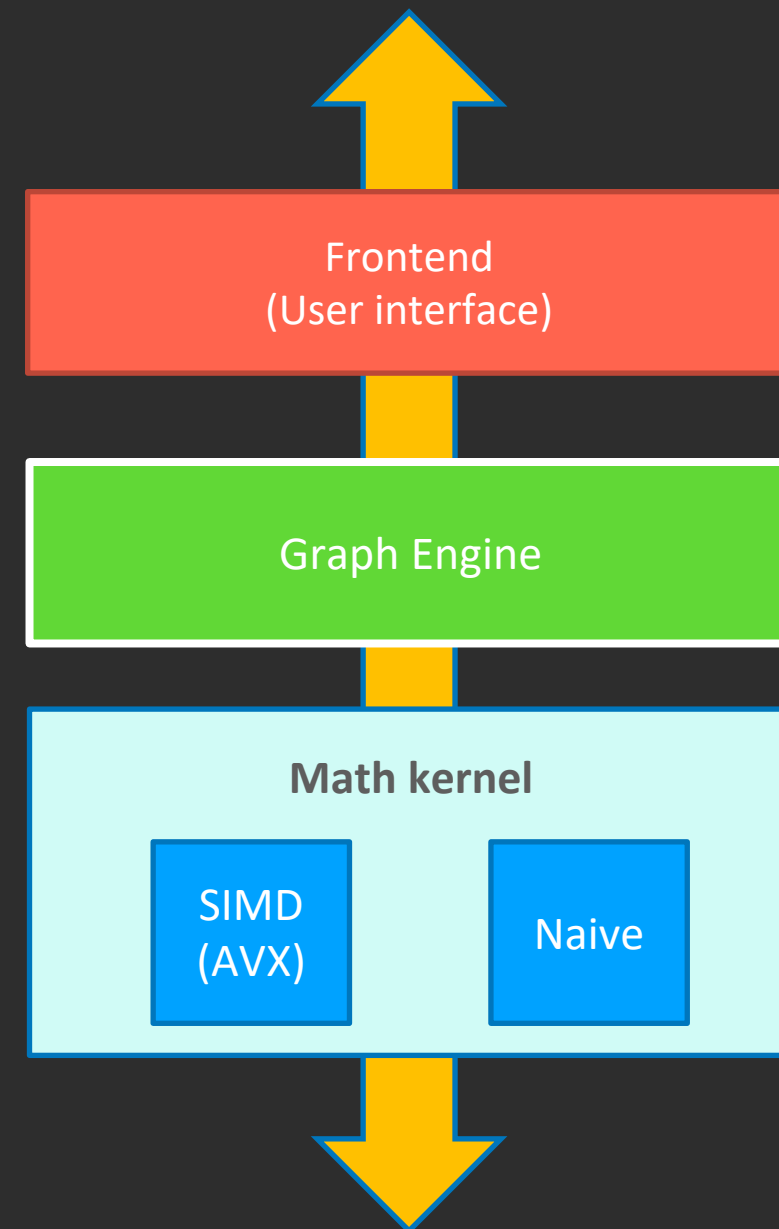 Frontend
(User interface)
Graph Engine
Math kernel
SIMD
(AVX)
Naive